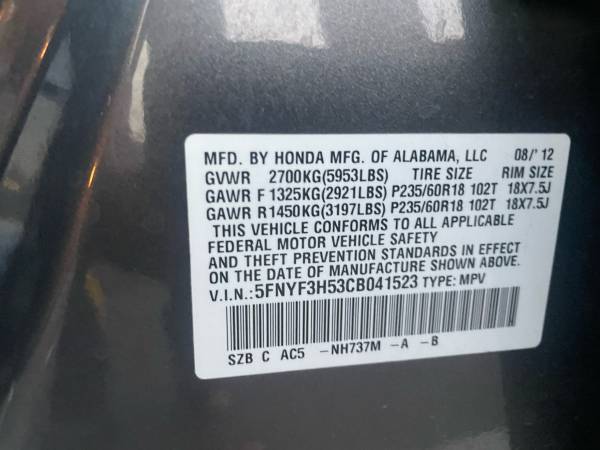 MFD. BY HONDA MFG. OF ALABAMA, LLC 08/'12
GVWR 2700KG(5953LBS) TIRE SIZE RIM SIZE
GAWR F 1325KG(2921LBS) P235/60R18 102T 18X7.5J
GAWR R1450KG(3197LBS) P235/60R18 102T 18X7.5J
THIS VEHICLE CONFORMS TO ALL APPLICABLE
FEDERAL MOTOR VEHICLE SAFETY
AND THEFT PREVENTION STANDARDS IN EFFECT
ON THE DATE OF MANUFACTURE SHOWN ABOVE.
V.I.N.:5FNYF3H53CB041523 TYPE: MPV
SZB C AC5 -NH737M -A -B